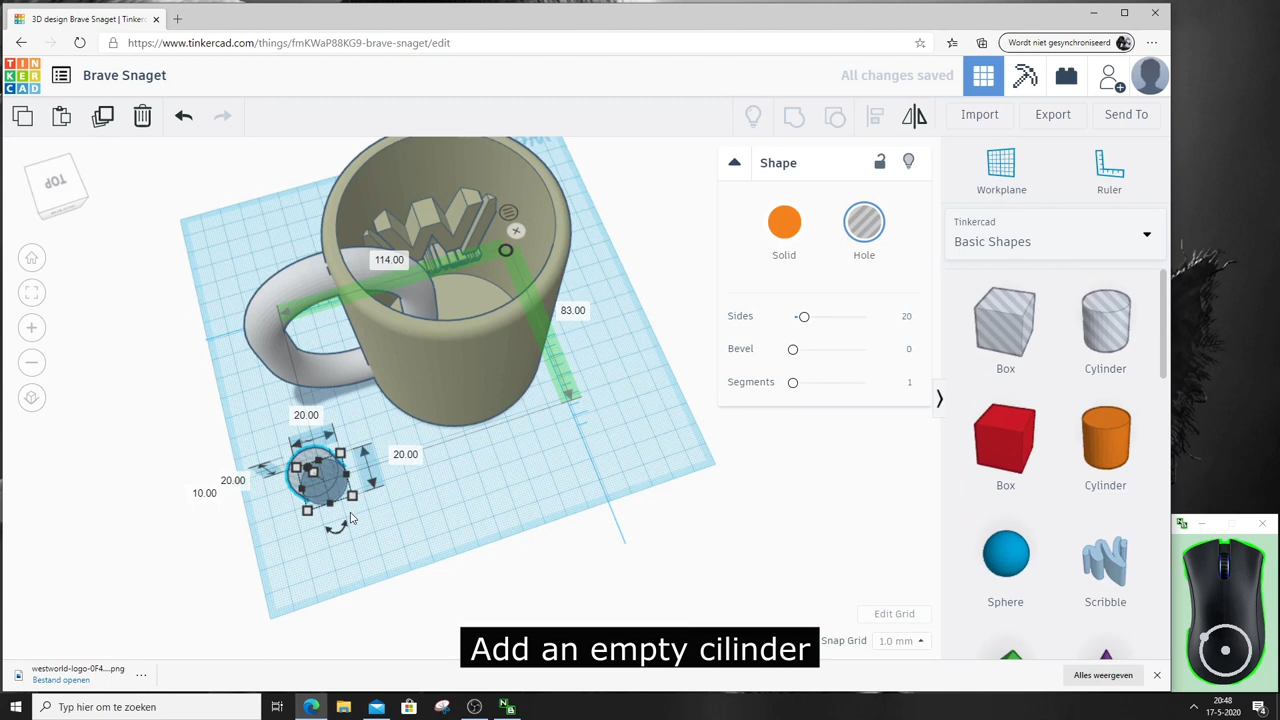 3D design Brave Snaget | Tinker
https://www.tinkercad.com/things/fmKWaP88KG9-brave-snaget/edit
Wordt niet gesynchroniseerd
TIN
KER
CAD
Brave Snaget
All changes saved
Import
Export
Send To
TOP
Shape
Solid
Hole
Sides
20
Bevel
0
Segments
1
Workplane
Ruler
Tinkercad
Basic Shapes
Box
Cylinder
Box
Cylinder
Sphere
Scribble
114.00
83.00
20.00
20.00
20.00
10.00
Edit Grid
Snap Grid
1.0 mm
Add an empty cilinder
westworld-logo-0F4....png
Bestand openen
Alles weergeven
Typ hier om te zoeken
20:48
17-5-2020
4